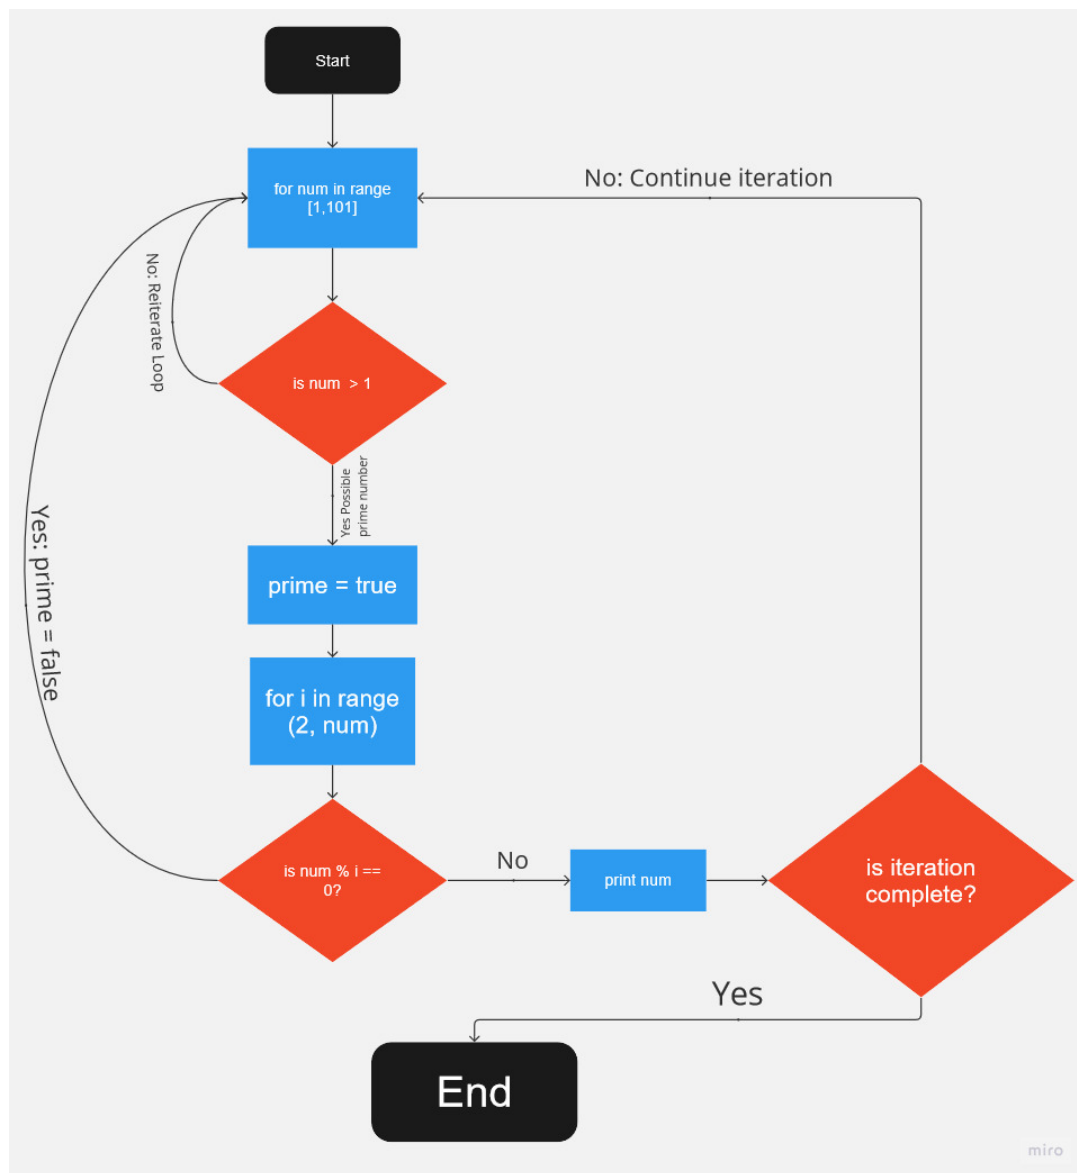 Start
for num in range
[1,101]
No: Continue iteration
No: Reiterate Loop
is num > 1
Yes Possible
prime number
Yes: prime = false
prime = true
for i in range
(2, num)
is num % i ==
0?
No
print num
is iteration
complete?
Yes
End
miro